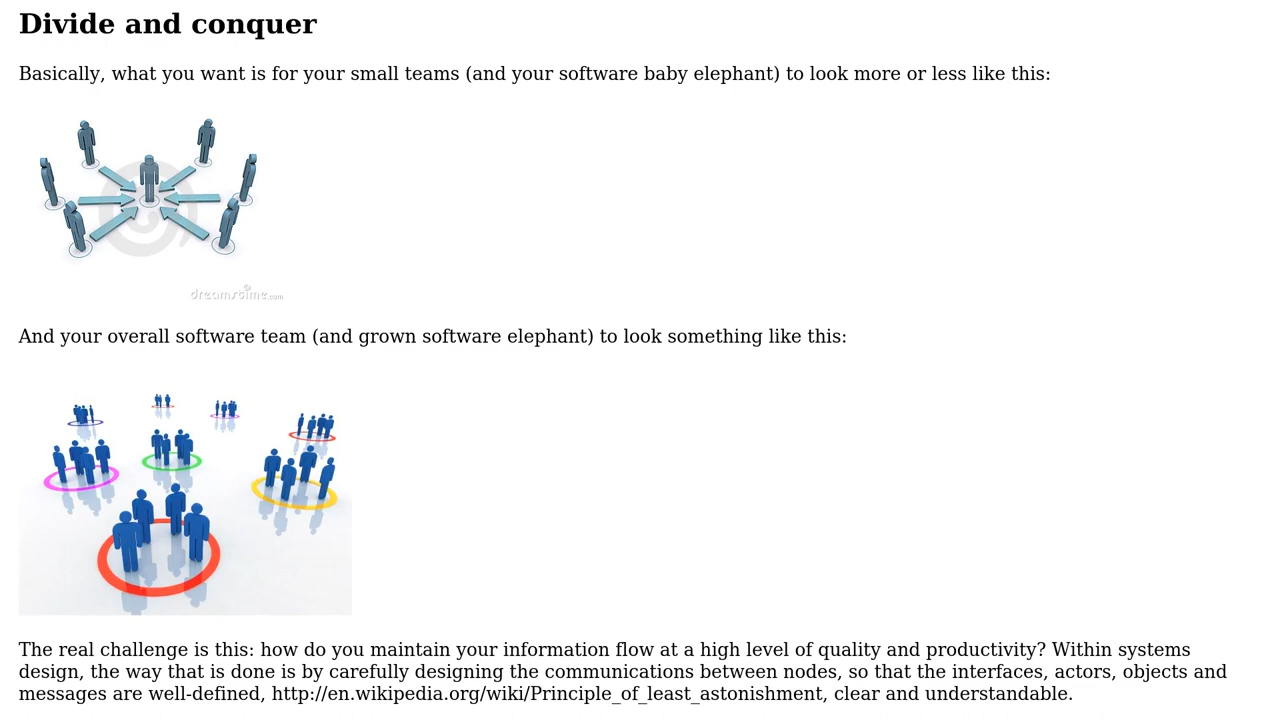 Divide and conquer
Basically, what you want is for your small teams (and your software baby elephant) to look more or less like this:
dreamstime.com
And your overall software team (and grown software elephant) to look something like this:
The real challenge is this: how do you maintain your information flow at a high level of quality and productivity? Within systems
design, the way that is done is by carefully designing the communications between nodes, so that the interfaces, actors, objects and
messages are well-defined, http://en.wikipedia.org/wiki/Principle_of_least_astonishment, clear and understandable.